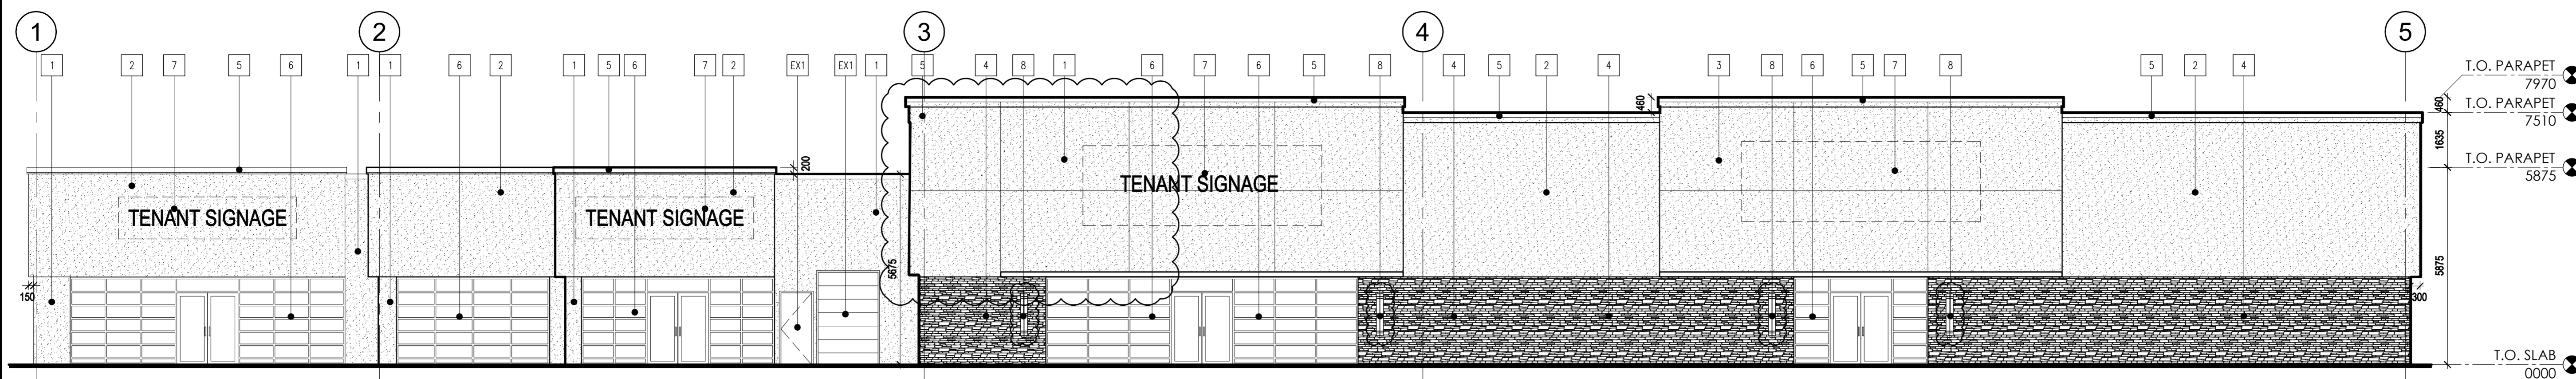 1 2 3 4 5
1 2 7 5 6 1 1 6 2 1 5 6 7 2 EX1 EX1 1 5 4 8 1 6 7 6 5 8 4 5 2 4 3 8 6 5 7 8 5 2 4
T.O. PARAPET
7970
460
460
T.O. PARAPET
7510
1635
200
T.O. PARAPET
5875
TENANT SIGNAGE
TENANT SIGNAGE
TENANT SIGNAGE
5675
5875
150
300
T.O. SLAB
0000